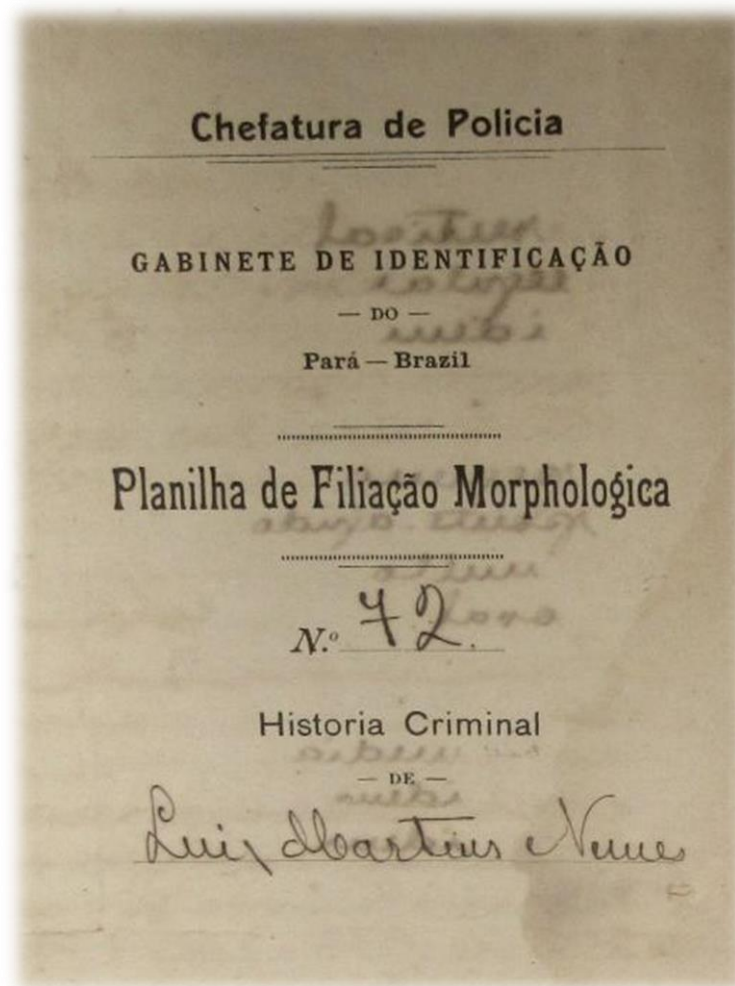 Chefatura de Policia
GABINETE DE IDENTIFICAÇÃO
— DO —
Pará — Brazil
Planilha de Filiação Morphologica
N.º 72.
Historia Criminal
— DE —
Luiz Martins Nunes